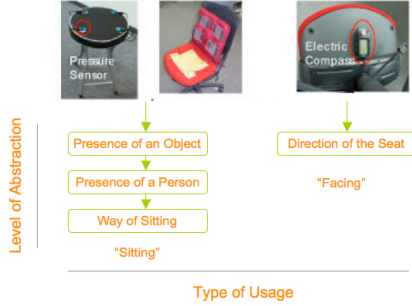 Pressure
Sensor
Electric
Compass
Presence of an Object
Direction of the Seat
Presence of a Person
"Facing"
Way of Sitting
"Sitting"
Level of Abstraction
Type of Usage